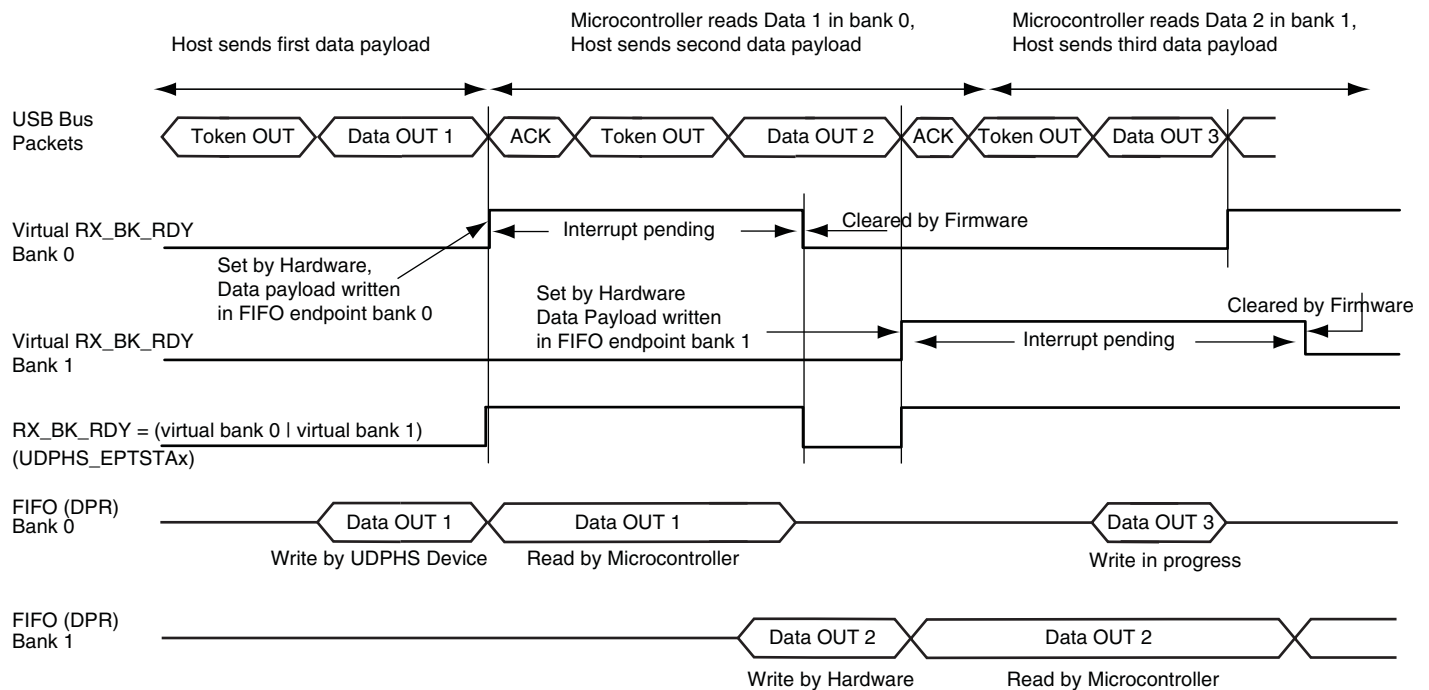 Host sends first data payload
Microcontroller reads Data 1 in bank 0,
Host sends second data payload
Microcontroller reads Data 2 in bank 1,
Host sends third data payload
USB Bus
Packets
Token OUT
Data OUT 1
ACK
Token OUT
Data OUT 2
ACK
Token OUT
Data OUT 3
Virtual RX_BK_RDY
Bank 0
Interrupt pending
Cleared by Firmware
Set by Hardware,
Data payload written
in FIFO endpoint bank 0
Set by Hardware
Data Payload written
in FIFO endpoint bank 1
Cleared by Firmware
Virtual RX_BK_RDY
Bank 1
Interrupt pending
RX_BK_RDY = (virtual bank 0 | virtual bank 1)
(UDPHS_EPTSTAx)
FIFO (DPR)
Bank 0
Data OUT 1
Data OUT 1
Data OUT 3
Write by UDPHS Device
Read by Microcontroller
Write in progress
FIFO (DPR)
Bank 1
Data OUT 2
Data OUT 2
Write by Hardware
Read by Microcontroller